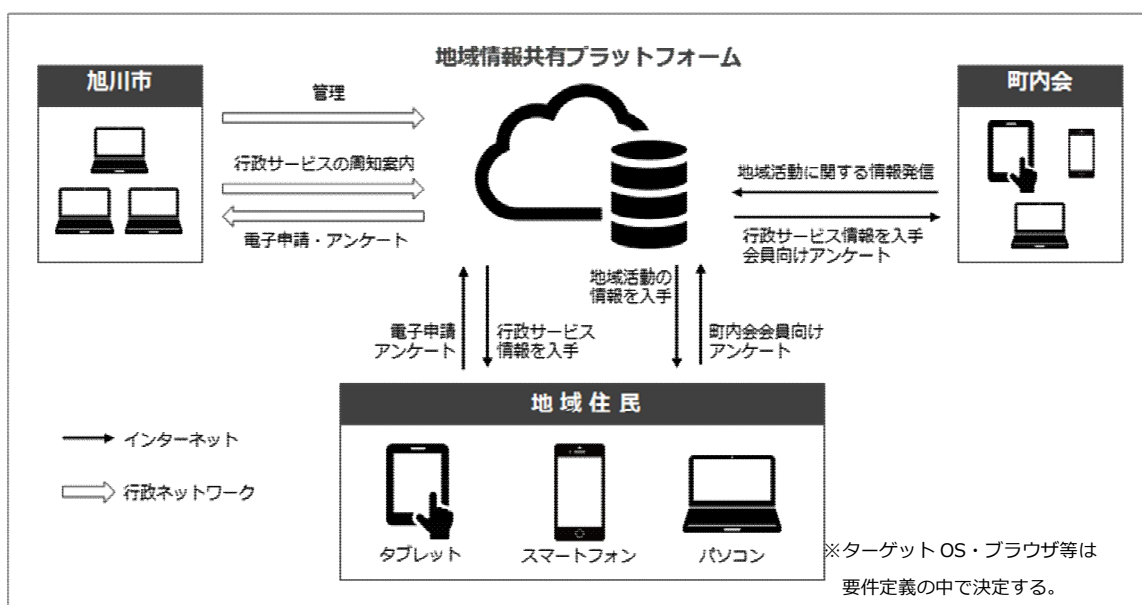 地域情報共有プラットフォーム
旭川市
管理
行政サービスの周知案内
電子申請・アンケート
町内会
地域活動に関する情報発信
行政サービス情報を入手
会員向けアンケート
電子申請
アンケート
行政サービス
情報を入手
地域活動の
情報を入手
町内会会員向け
アンケート
地域住民
タブレット
スマートフォン
パソコン
インターネット
行政ネットワーク
※ターゲット OS・ブラウザ等は
要件定義の中で決定する。